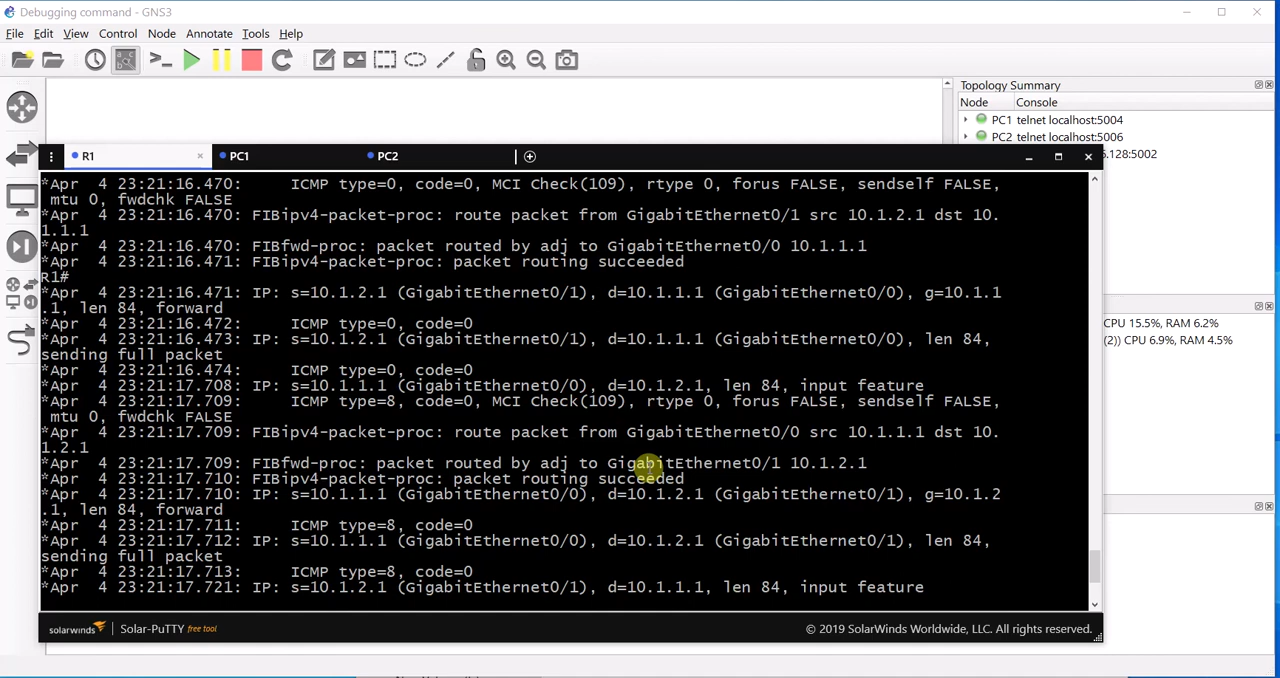 Debugging command - GNS3
File Edit View Control Node Annotate Tools Help
Topology Summary
Node Console
PC1 telnet localhost:5004
PC2 telnet localhost:5006
.128:5002
R1 PC1 PC2
*Apr  4 23:21:16.470:     ICMP type=0, code=0, MCI Check(109), rtype 0, forus FALSE, sendself FALSE,
 mtu 0, fwdchk FALSE
*Apr  4 23:21:16.470: FIBipv4-packet-proc: route packet from GigabitEthernet0/1 src 10.1.2.1 dst 10.
1.1.1
*Apr  4 23:21:16.470: FIBfwd-proc: packet routed by adj to GigabitEthernet0/0 10.1.1.1
*Apr  4 23:21:16.471: FIBipv4-packet-proc: packet routing succeeded
R1#
*Apr  4 23:21:16.471: IP: s=10.1.2.1 (GigabitEthernet0/1), d=10.1.1.1 (GigabitEthernet0/0), g=10.1.1
.1, len 84, forward
*Apr  4 23:21:16.472:     ICMP type=0, code=0
*Apr  4 23:21:16.473: IP: s=10.1.2.1 (GigabitEthernet0/1), d=10.1.1.1 (GigabitEthernet0/0), len 84,
sending full packet
*Apr  4 23:21:16.474:     ICMP type=0, code=0
*Apr  4 23:21:17.708: IP: s=10.1.1.1 (GigabitEthernet0/0), d=10.1.2.1, len 84, input feature
*Apr  4 23:21:17.709:     ICMP type=8, code=0, MCI Check(109), rtype 0, forus FALSE, sendself FALSE,
 mtu 0, fwdchk FALSE
*Apr  4 23:21:17.709: FIBipv4-packet-proc: route packet from GigabitEthernet0/0 src 10.1.1.1 dst 10.
1.2.1
*Apr  4 23:21:17.709: FIBfwd-proc: packet routed by adj to GigabitEthernet0/1 10.1.2.1
*Apr  4 23:21:17.710: FIBipv4-packet-proc: packet routing succeeded
*Apr  4 23:21:17.710: IP: s=10.1.1.1 (GigabitEthernet0/0), d=10.1.2.1 (GigabitEthernet0/1), g=10.1.2
.1, len 84, forward
*Apr  4 23:21:17.711:     ICMP type=8, code=0
*Apr  4 23:21:17.712: IP: s=10.1.1.1 (GigabitEthernet0/0), d=10.1.2.1 (GigabitEthernet0/1), len 84,
sending full packet
*Apr  4 23:21:17.713:     ICMP type=8, code=0
*Apr  4 23:21:17.721: IP: s=10.1.2.1 (GigabitEthernet0/1), d=10.1.1.1, len 84, input feature
CPU 15.5%, RAM 6.2%
(2)) CPU 6.9%, RAM 4.5%
solarwinds Solar-PuTTY free tool
© 2019 SolarWinds Worldwide, LLC. All rights reserved.